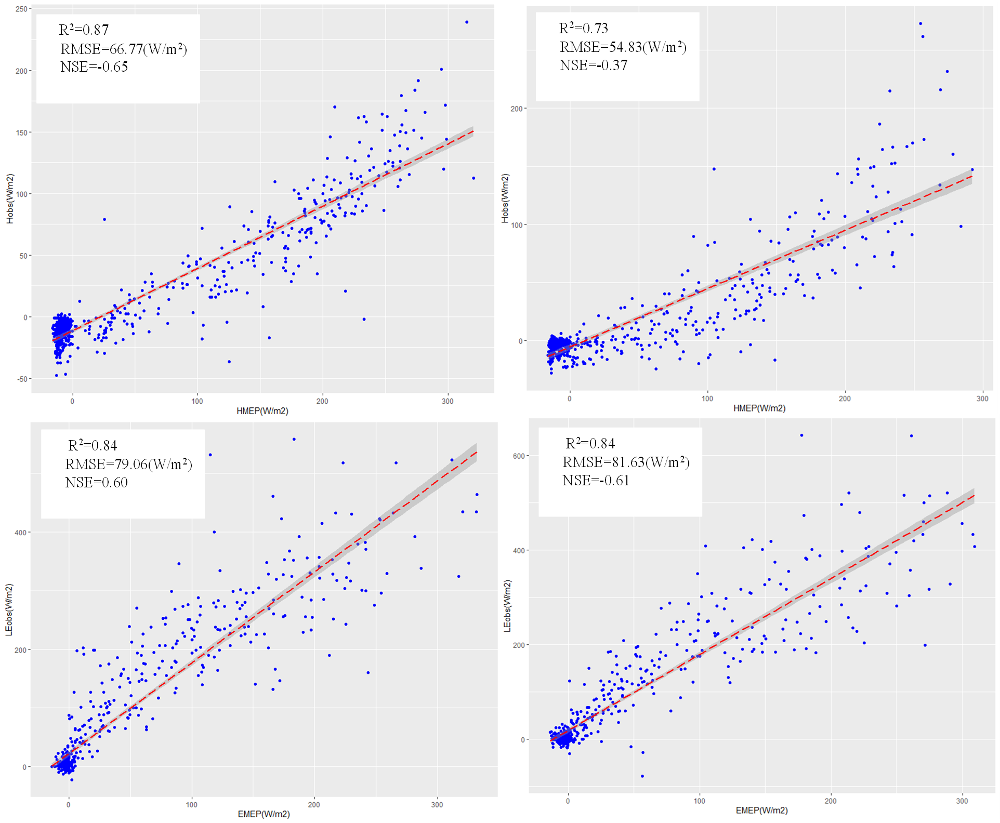 R²=0.87
RMSE=66.77(W/m²)
NSE=-0.65
250
200
150
100
50
0
-50
Hobs(W/m2)
0 100 200 300
HMEP(W/m2)
R²=0.73
RMSE=54.83(W/m²)
NSE=-0.37
200
100
0
Hobs(W/m2)
0 100 200 300
HMEP(W/m2)
R²=0.84
RMSE=79.06(W/m²)
NSE=0.60
400
200
0
LEobs(W/m2)
0 100 200 300
EMEP(W/m2)
R²=0.84
RMSE=81.63(W/m²)
NSE=-0.61
600
400
200
0
LEobs(W/m2)
0 100 200 300
EMEP(W/m2)